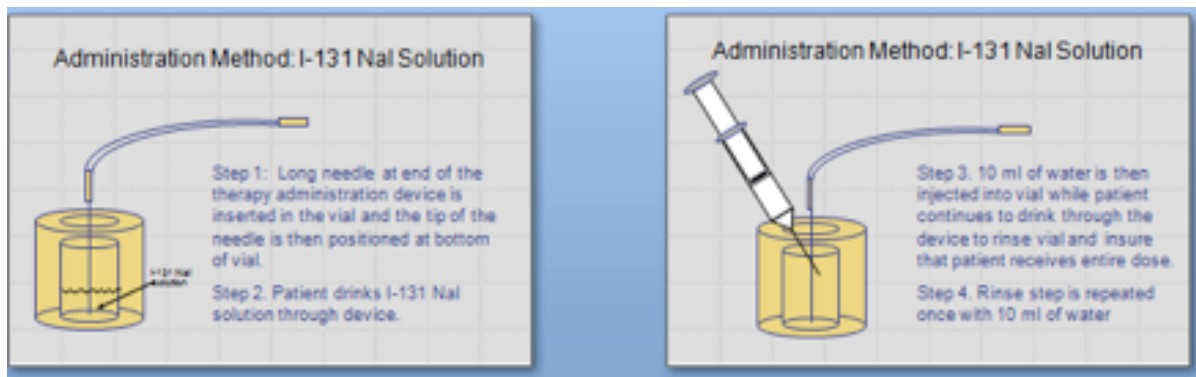 Administration Method: I-131 NaI Solution
Step 1: Long needle at end of the
therapy administration device is
inserted in the vial and the tip of the
needle is then positioned at bottom
of vial.
I-131 NaI
solution
Step 2. Patient drinks I-131 NaI
solution through device.
Administration Method: I-131 NaI Solution
Step 3. 10 ml of water is then
injected into vial while patient
continues to drink through the
device to rinse vial and insure
that patient receives entire dose.
Step 4. Rinse step is repeated
once with 10 ml of water